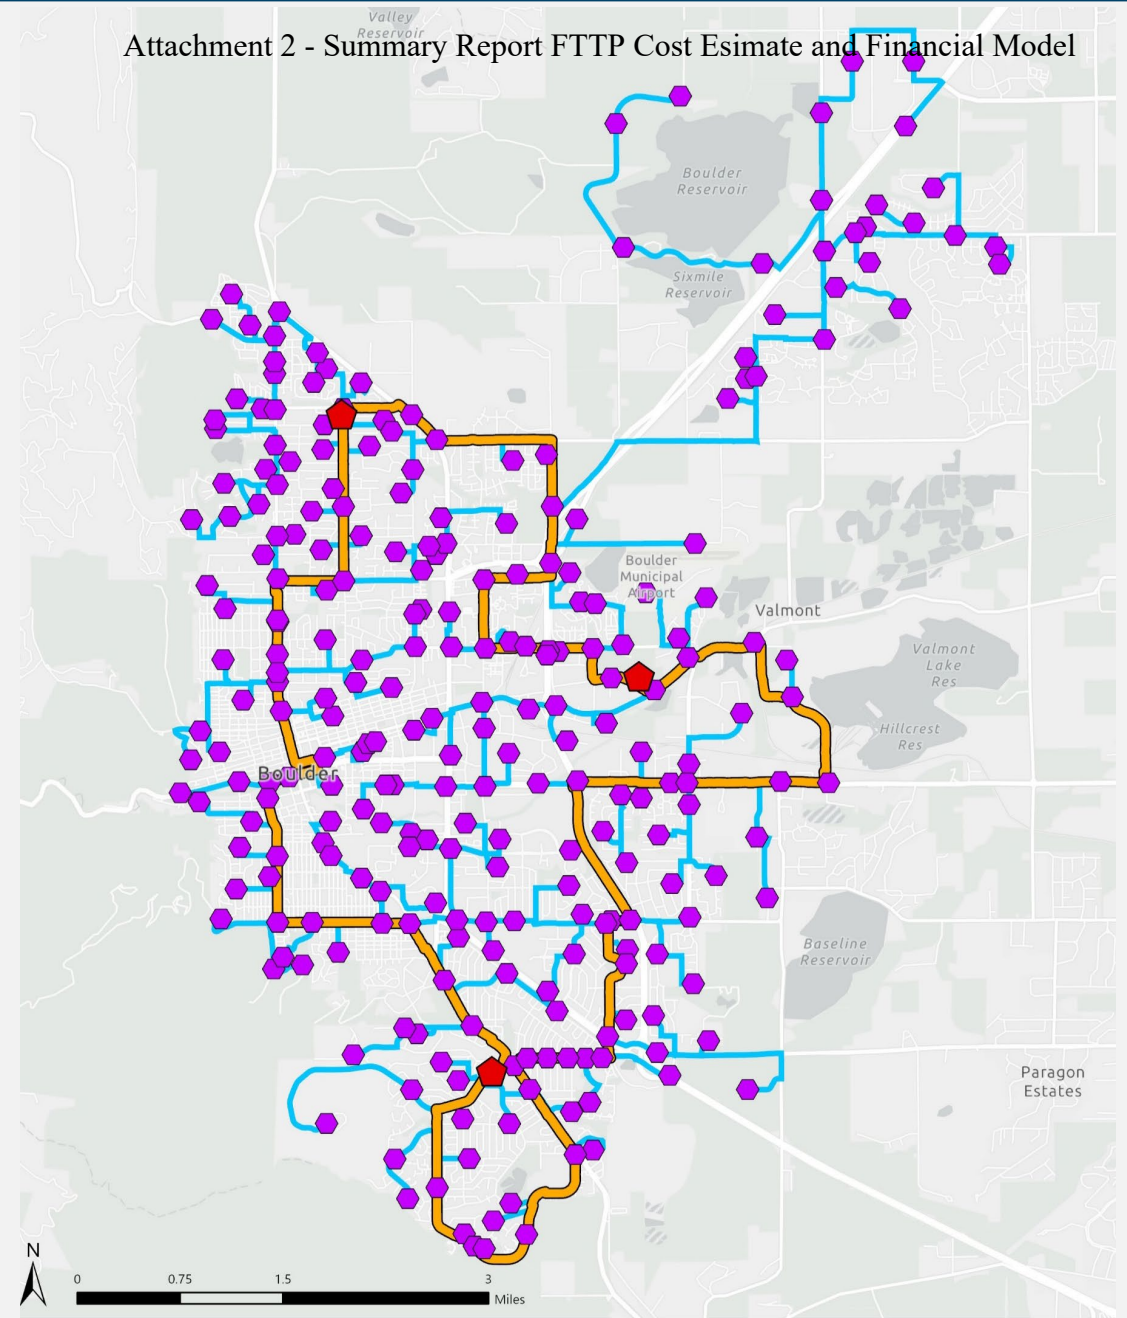 Valley
Reservoir
Attachment 2 - Summary Report FTTP Cost Esimate and Financial Model
Boulder
Reservoir
Sixmile
Reservoir
Boulder
Municipal
Airport
Valmont
Valmont
Lake
Res
Hillcrest
Res
Boulder
Baseline
Reservoir
Paragon
Estates
N
0 0.75 1.5 3
Miles